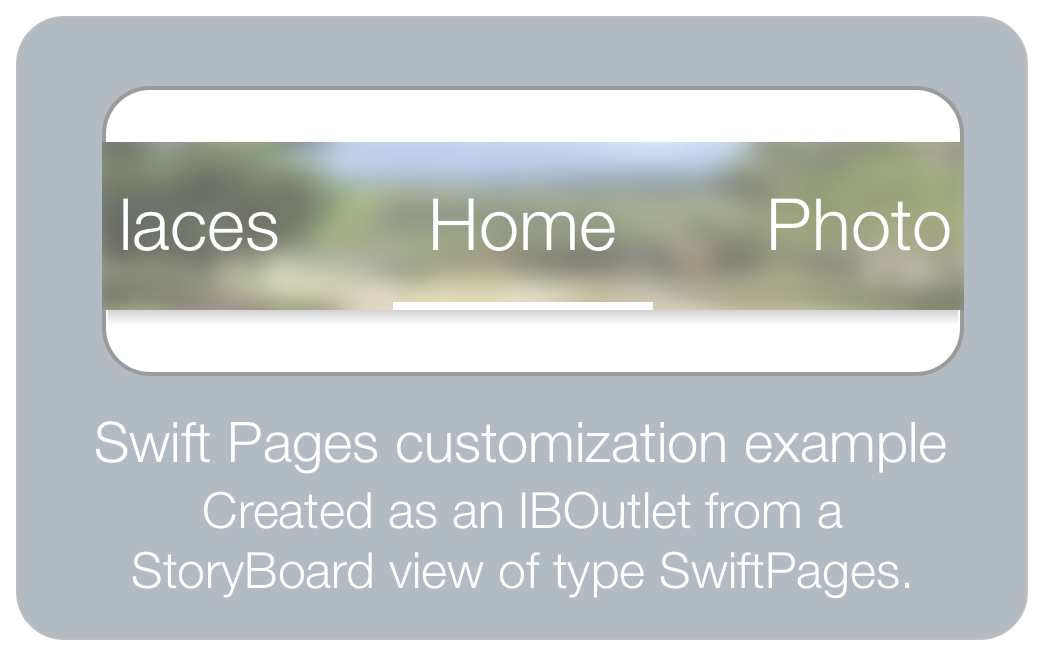 laces Home Photo
Swift Pages customization example
Created as an IBOutlet from a
StoryBoard view of type SwiftPages.